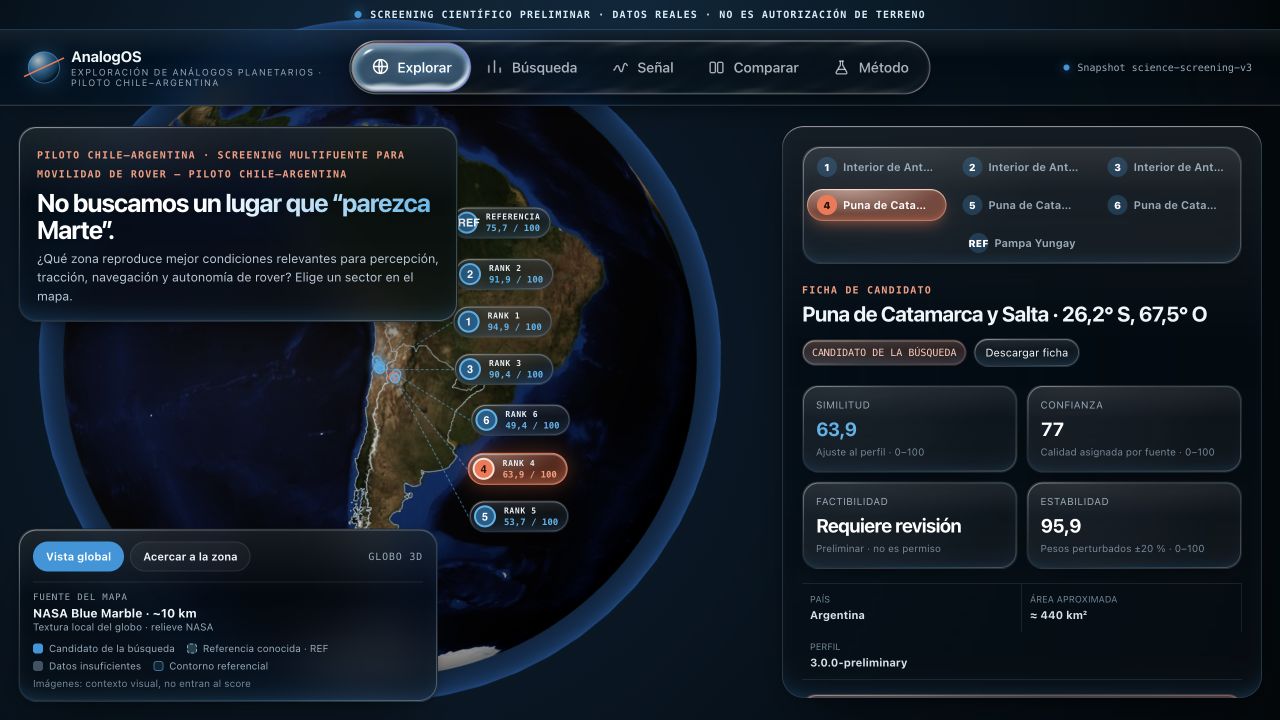 SCREENING CIENTÍFICO PRELIMINAR · DATOS REALES · NO ES AUTORIZACIÓN DE TERRENO
AnalogOS
EXPLORACIÓN DE ANÁLOGOS PLANETARIOS ·
PILOTO CHILE–ARGENTINA
Explorar
Búsqueda
Señal
Comparar
Método
Snapshot science-screening-v3
PILOTO CHILE–ARGENTINA · SCREENING MULTIFUENTE PARA
MOVILIDAD DE ROVER — PILOTO CHILE–ARGENTINA
No buscamos un lugar que “parezca
Marte”.
¿Qué zona reproduce mejor condiciones relevantes para percepción,
tracción, navegación y autonomía de rover? Elige un sector en el
mapa.
REF REFERENCIA
75,7 / 100
2 RANK 2
91,9 / 100
1 RANK 1
94,9 / 100
3 RANK 3
90,4 / 100
6 RANK 6
49,4 / 100
4 RANK 4
63,9 / 100
5 RANK 5
53,7 / 100
Vista global
Acercar a la zona
GLOBO 3D
FUENTE DEL MAPA
NASA Blue Marble · ~10 km
Textura local del globo · relieve NASA
Candidato de la búsqueda
Referencia conocida · REF
Datos insuficientes
Contorno referencial
Imágenes: contexto visual, no entran al score
1 Interior de Ant...
2 Interior de Ant...
3 Interior de Ant...
4 Puna de Cata...
5 Puna de Cata...
6 Puna de Cata...
REF Pampa Yungay
FICHA DE CANDIDATO
Puna de Catamarca y Salta · 26,2° S, 67,5° O
CANDIDATO DE LA BÚSQUEDA
Descargar ficha
SIMILITUD
63,9
Ajuste al perfil · 0–100
CONFIANZA
77
Calidad asignada por fuente · 0–100
FACTIBILIDAD
Requiere revisión
Preliminar · no es permiso
ESTABILIDAD
95,9
Pesos perturbados ±20 % · 0–100
PAÍS
Argentina
ÁREA APROXIMADA
≈ 440 km²
PERFIL
3.0.0-preliminary